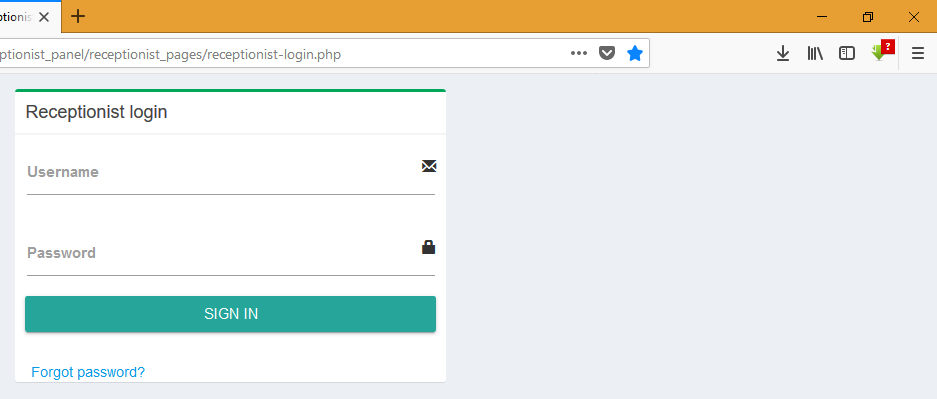 ptionist_panel/receptionist_pages/receptionist-login.php
Receptionist login
Username
Password
SIGN IN
Forgot password?